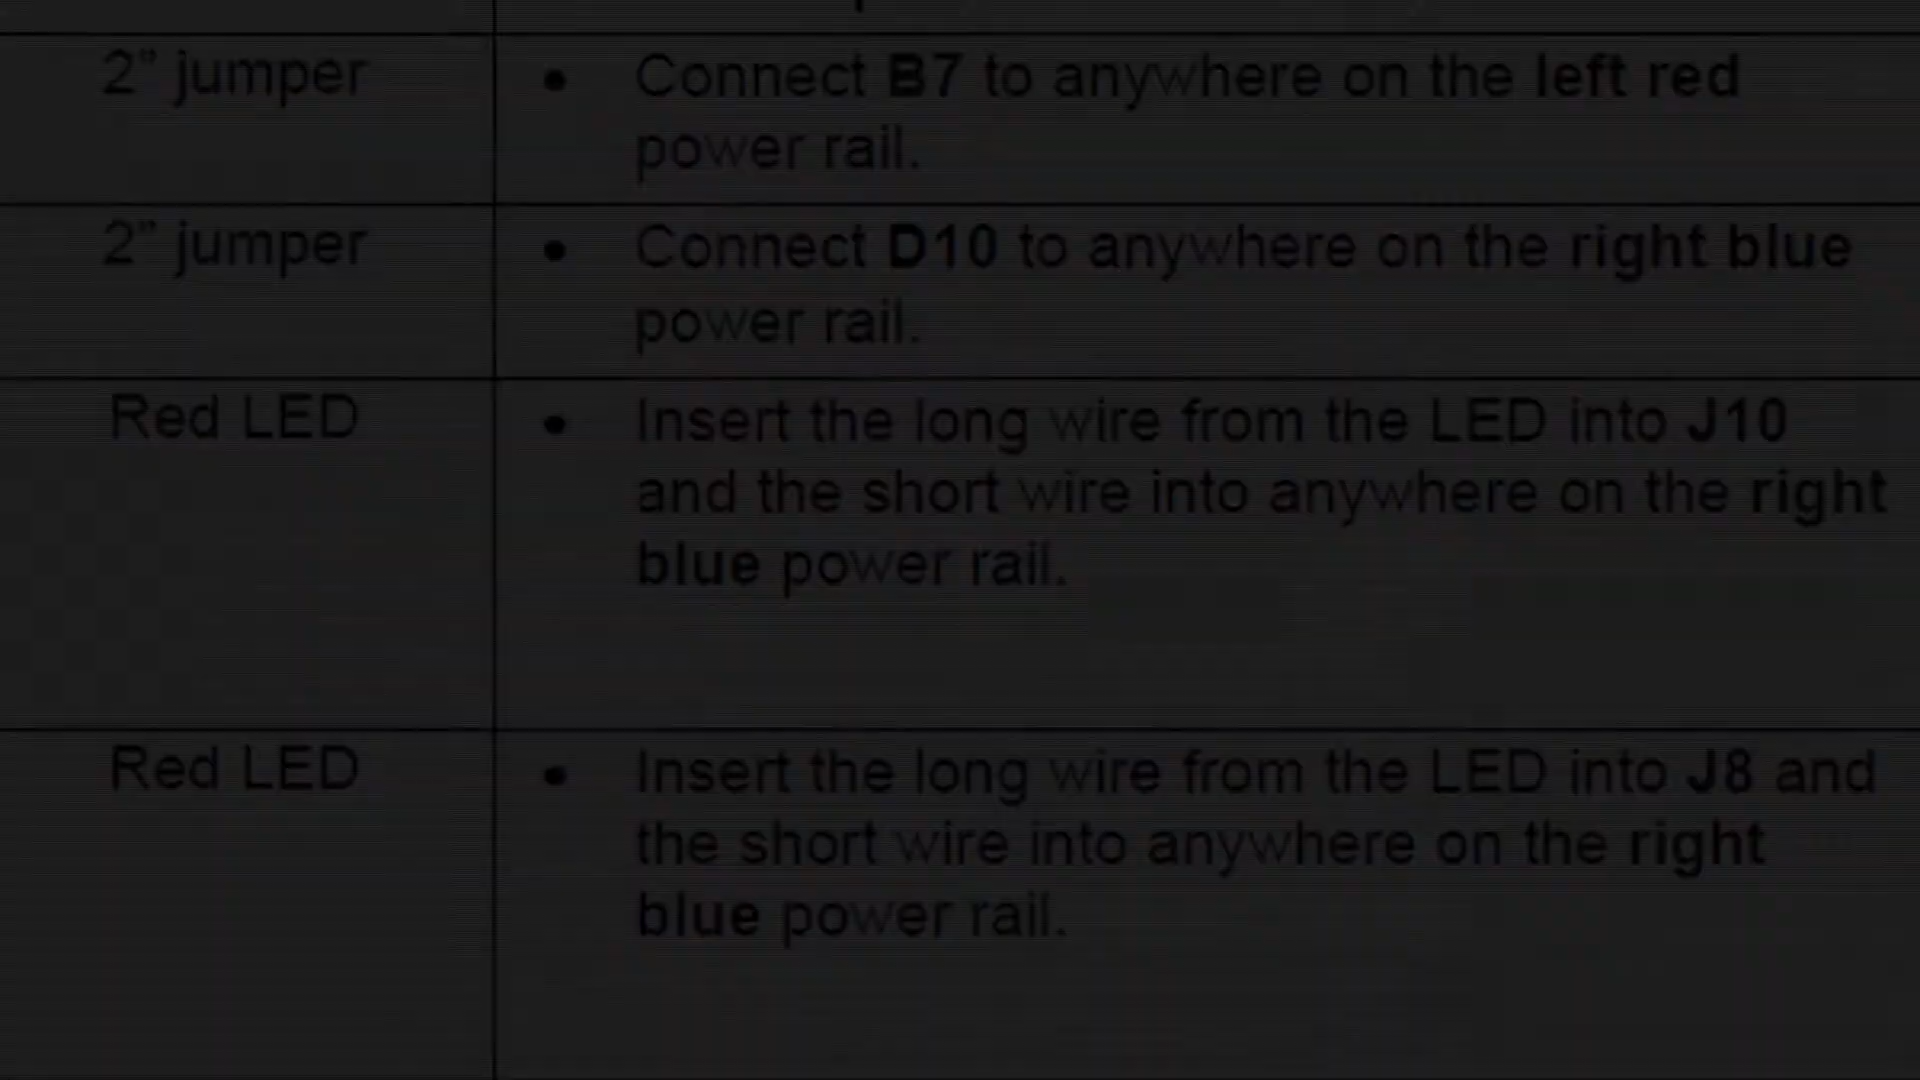 2” jumper
• Connect B7 to anywhere on the left red
power rail.
2” jumper
• Connect D10 to anywhere on the right blue
power rail.
Red LED
• Insert the long wire from the LED into J10
and the short wire into anywhere on the right
blue power rail.
Red LED
• Insert the long wire from the LED into J8 and
the short wire into anywhere on the right
blue power rail.